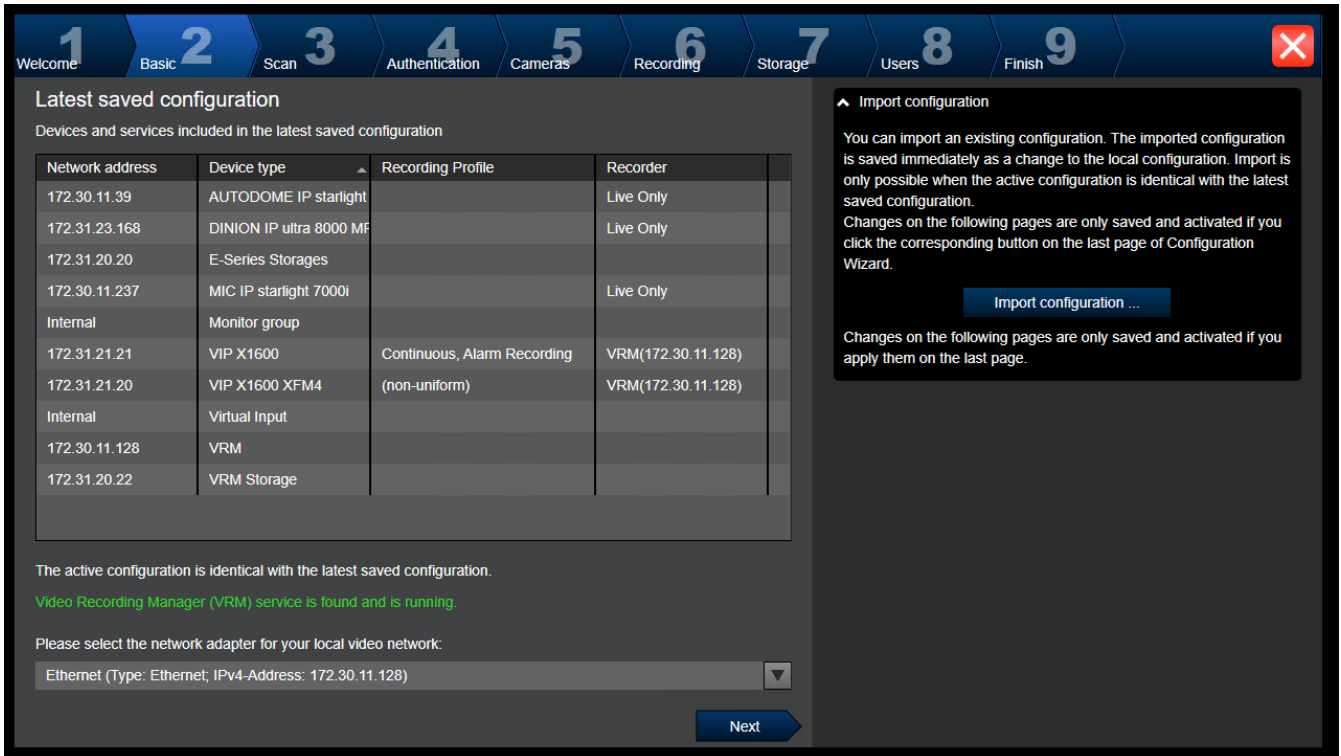 1 2 3 4 5 6 7 8 9
Welcome Basic Scan Authentication Cameras Recording Storage Users Finish
Latest saved configuration
Devices and services included in the latest saved configuration
Network address Device type Recording Profile Recorder
172.30.11.39 AUTODOME IP starlight Live Only
172.31.23.168 DINION IP ultra 8000 MP Live Only
172.31.20.20 E-Series Storages
172.30.11.237 MIC IP starlight 7000i Live Only
Internal Monitor group
172.31.21.21 VIP X1600 Continuous, Alarm Recording VRM(172.30.11.128)
172.31.21.20 VIP X1600 XFM4 (non-uniform) VRM(172.30.11.128)
Internal Virtual Input
172.30.11.128 VRM
172.31.20.22 VRM Storage
The active configuration is identical with the latest saved configuration.
Video Recording Manager (VRM) service is found and is running.
Please select the network adapter for your local video network:
Ethernet (Type: Ethernet; IPv4-Address: 172.30.11.128)
Next
Import configuration
You can import an existing configuration. The imported configuration
is saved immediately as a change to the local configuration. Import is
only possible when the active configuration is identical with the latest
saved configuration.
Changes on the following pages are only saved and activated if you
click the corresponding button on the last page of Configuration
Wizard.
Import configuration ...
Changes on the following pages are only saved and activated if you
apply them on the last page.